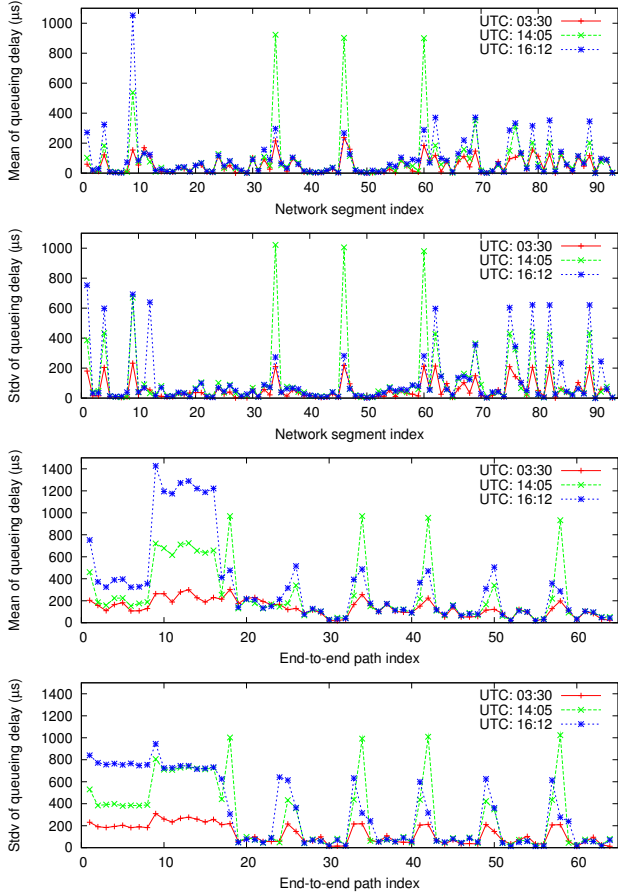 Mean of queueing delay (µs)
1200
1000
800
600
400
200
0
UTC: 03:30
UTC: 14:05
UTC: 16:12
0 10 20 30 40 50 60 70 80 90
Network segment index
Stdv of queueing delay (µs)
1200
1000
800
600
400
200
0
UTC: 03:30
UTC: 14:05
UTC: 16:12
0 10 20 30 40 50 60 70 80 90
Network segment index
Mean of queueing delay (µs)
1400
1200
1000
800
600
400
200
0
UTC: 03:30
UTC: 14:05
UTC: 16:12
0 10 20 30 40 50 60
End-to-end path index
Stdv of queueing delay (µs)
1400
1200
1000
800
600
400
200
0
UTC: 03:30
UTC: 14:05
UTC: 16:12
0 10 20 30 40 50 60
End-to-end path index